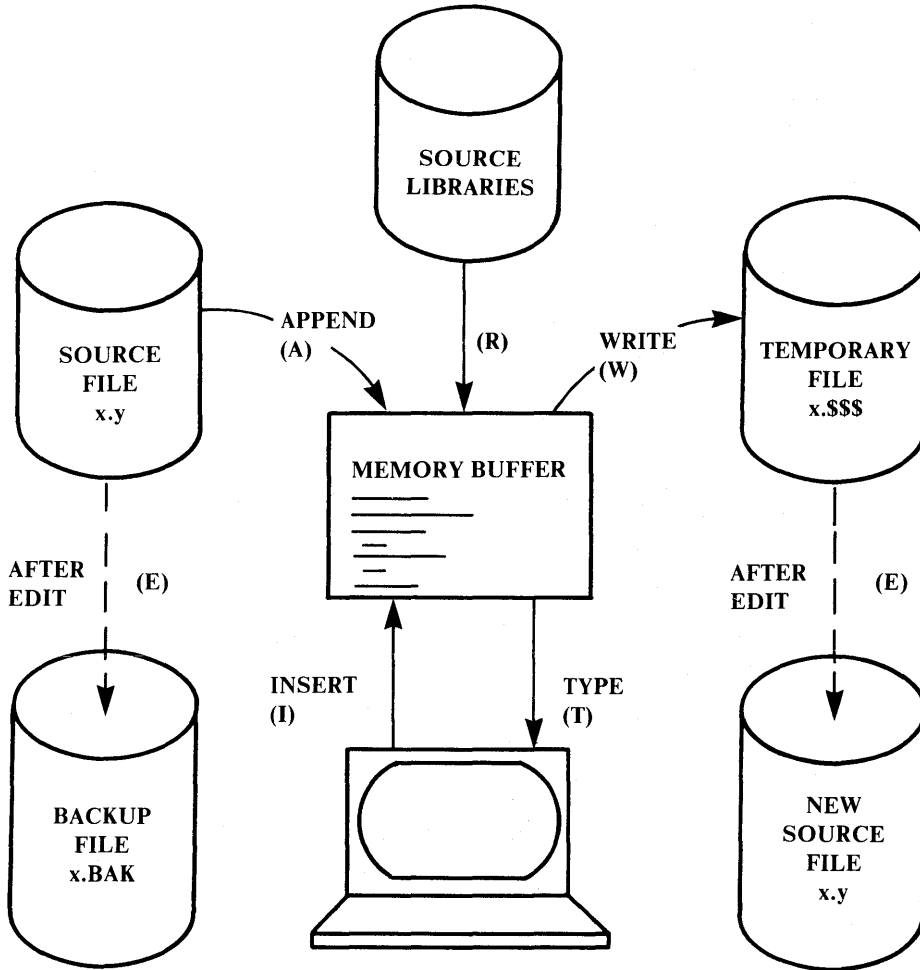 SOURCE
LIBRARIES
SOURCE
FILE
x.y
APPEND
(A)
(R)
WRITE
(W)
TEMPORARY
FILE
x.$$$
MEMORY BUFFER
AFTER
EDIT
(E)
AFTER
EDIT
(E)
INSERT
(I)
TYPE
(T)
BACKUP
FILE
x.BAK
NEW
SOURCE
FILE
x.y